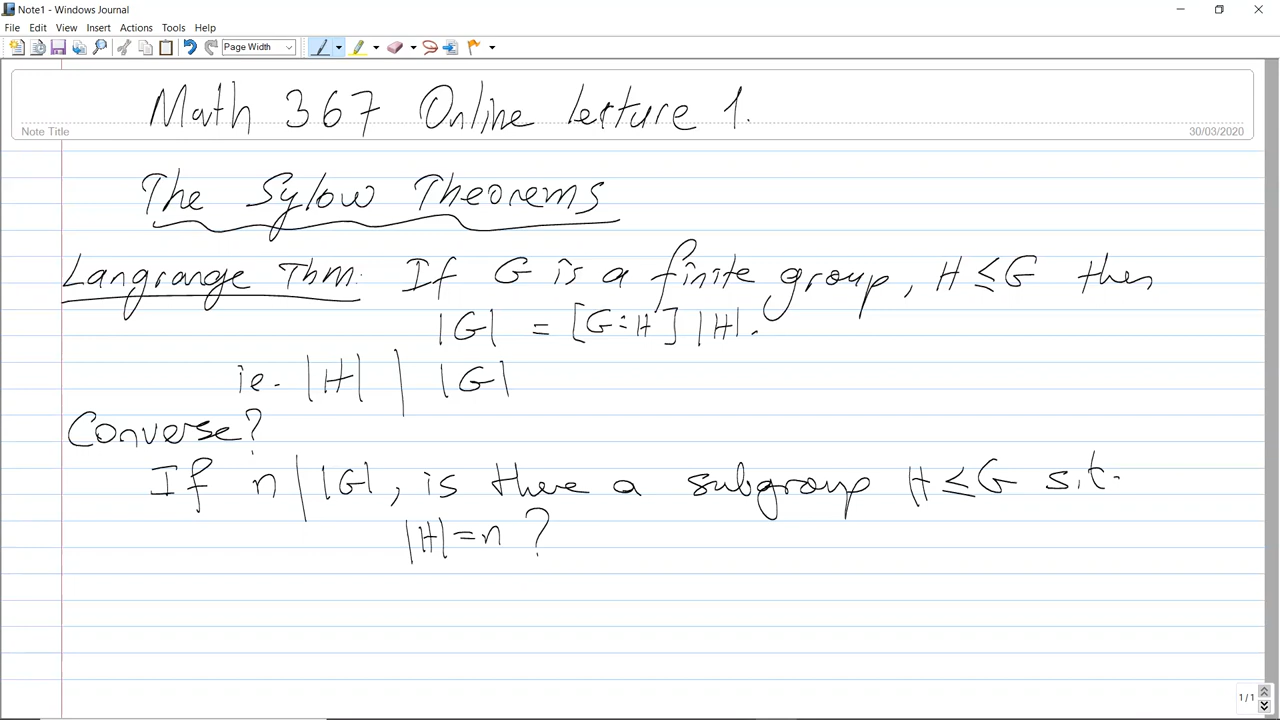 Note1 - Windows Journal
File Edit View Insert Actions Tools Help
Page Width
Math 367 Online Lecture 1.
Note Title
30/03/2020
The Sylow Theorems
Langrange Thm: If G is a finite group, H ≤ G then
|G| = [G:H] |H|.
ie. |H| | |G|
Converse?
If n | |G|, is there a subgroup H ≤ G s.t.
|H| = n ?
1/1